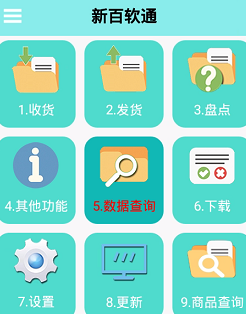 新百软通
1.收货
2.发货
3.盘点
4.其他功能
5.数据查询
6.下载
7.设置
8.更新
9.商品查询